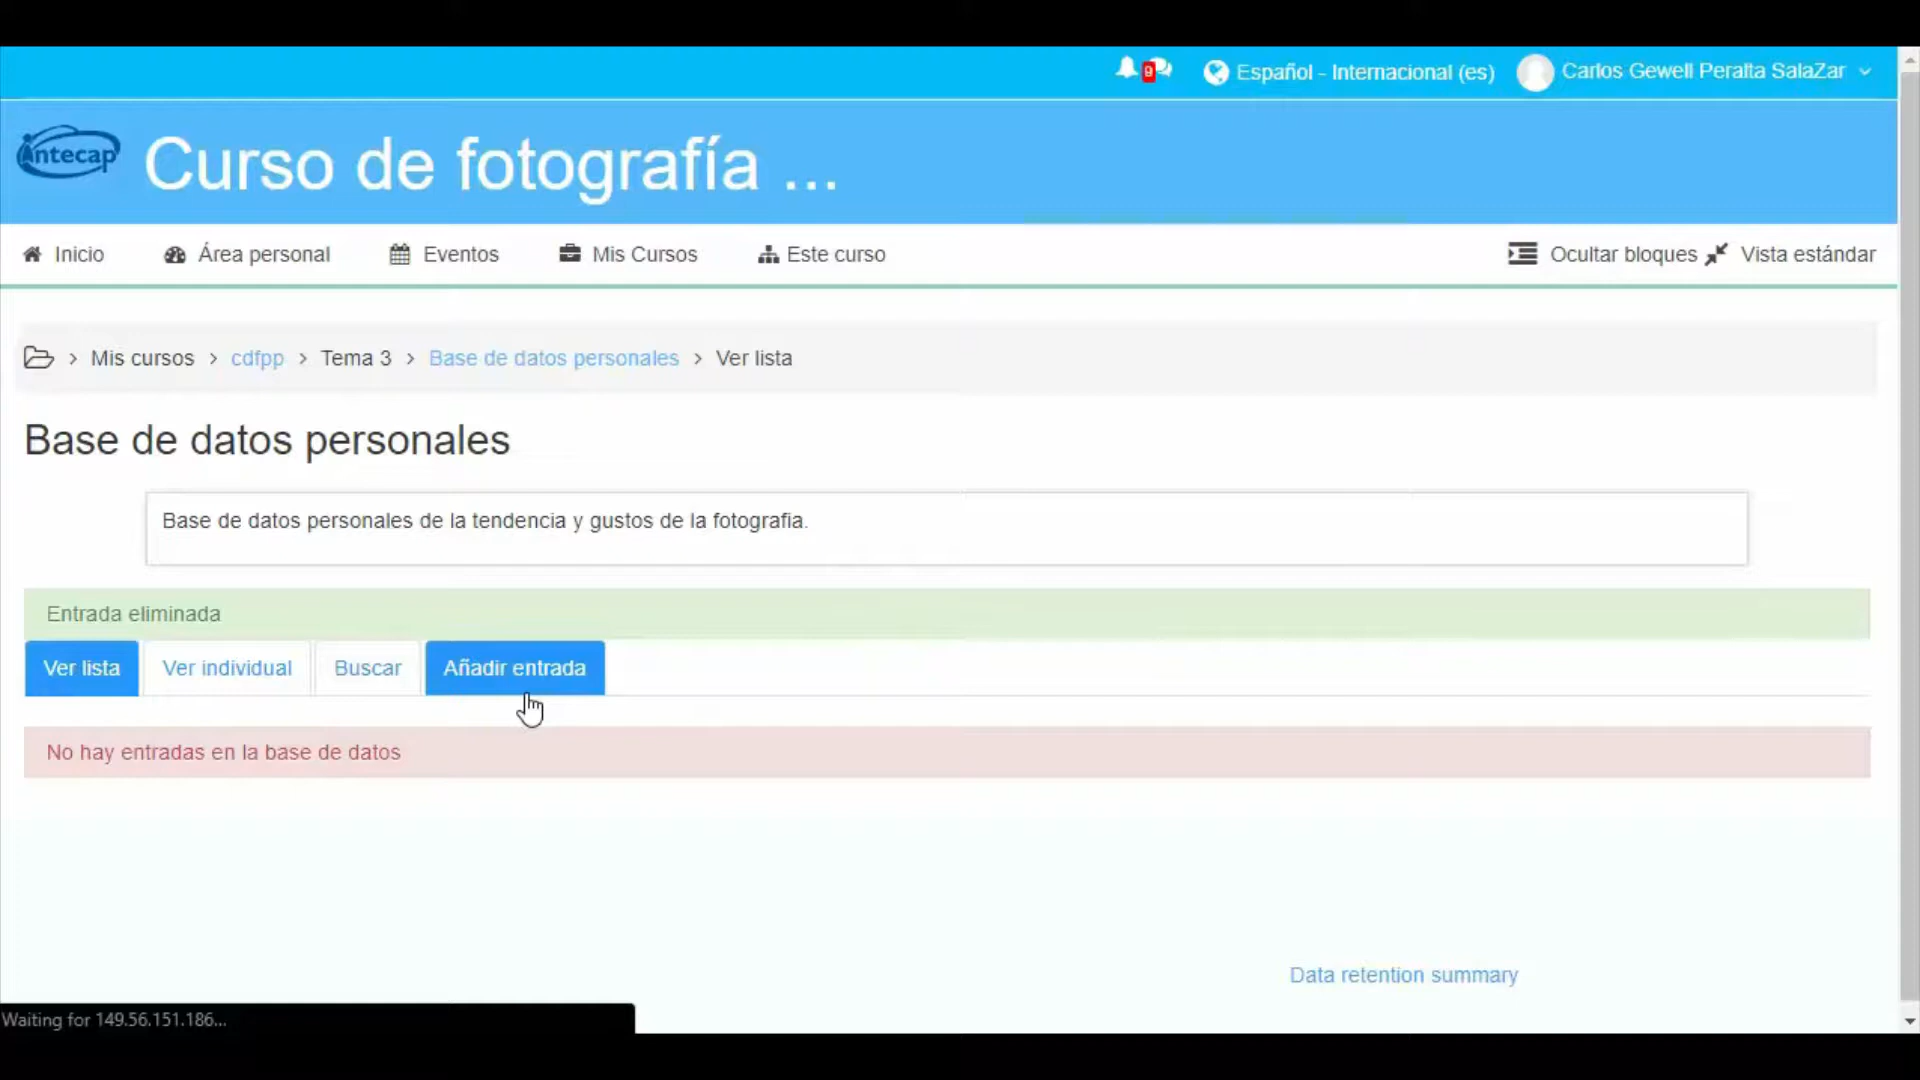 9 Español - Internacional (es) Carlos Gewell Peralta SalaZar
intecap Curso de fotografía ...
Inicio Área personal Eventos Mis Cursos Este curso Ocultar bloques Vista estándar
> Mis cursos > cdfpp > Tema 3 > Base de datos personales > Ver lista
Base de datos personales
Base de datos personales de la tendencia y gustos de la fotografia.
Entrada eliminada
Ver lista Ver individual Buscar Añadir entrada
No hay entradas en la base de datos
Data retention summary
Waiting for 149.56.151.186...